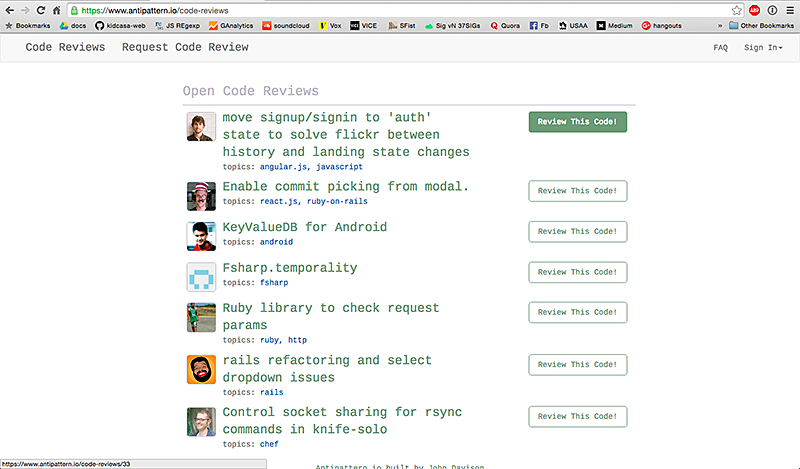 https://www.antipattern.io/code-reviews
Bookmarks docs kidcasa-web JS REgexp GAnalytics soundcloud Vox VICE SFist Sig vN 37SIGs Quora Fb USAA Medium hangouts » Other Bookmarks
Code Reviews Request Code Review FAQ Sign In
Open Code Reviews
move signup/signin to 'auth' Review This Code!
state to solve flickr between
history and landing state changes
topics: angular.js, javascript
Enable commit picking from modal. Review This Code!
topics: react.js, ruby-on-rails
KeyValueDB for Android Review This Code!
topics: android
Fsharp.temporality Review This Code!
topics: fsharp
Ruby library to check request Review This Code!
params
topics: ruby, http
rails refactoring and select Review This Code!
dropdown issues
topics: rails
Control socket sharing for rsync Review This Code!
commands in knife-solo
topics: chef
https://www.antipattern.io/code-reviews/33
Antipattern.io built by John Davison